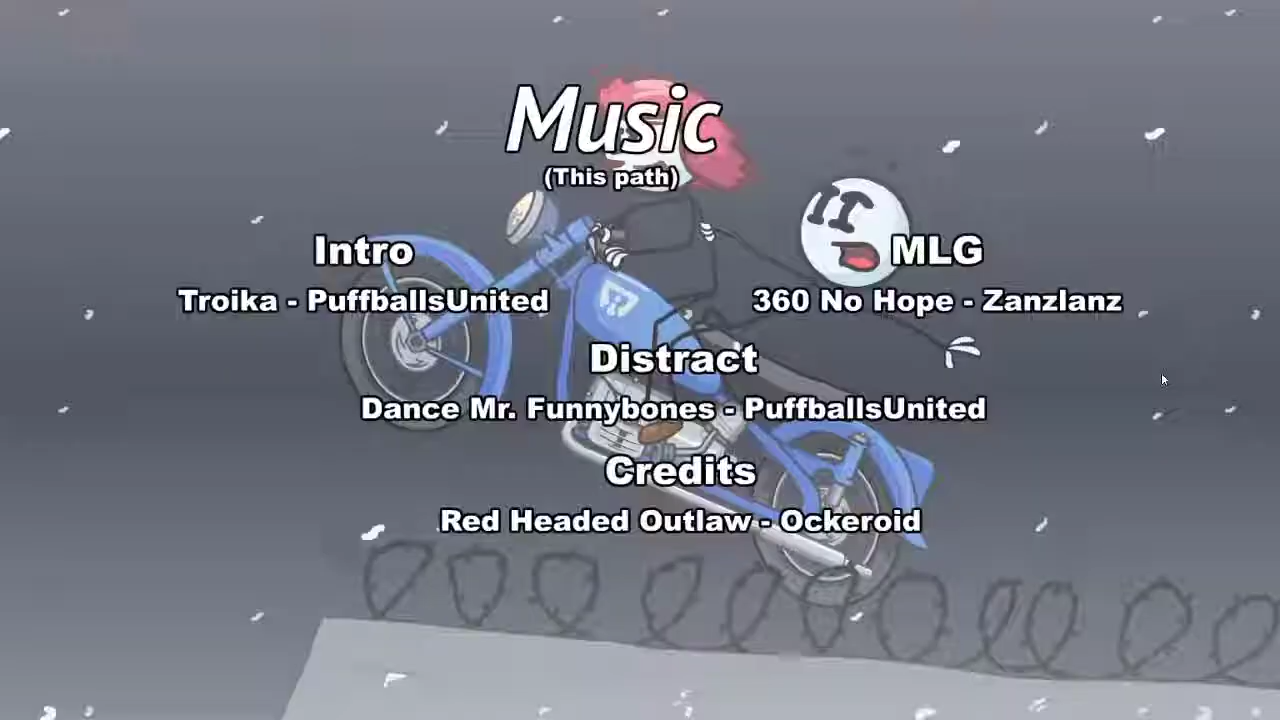 Music
(This path)
Intro
Troika - PuffballsUnited
MLG
360 No Hope - Zanzlanz
Distract
Dance Mr. Funnybones - PuffballsUnited
Credits
Red Headed Outlaw - Ockeroid